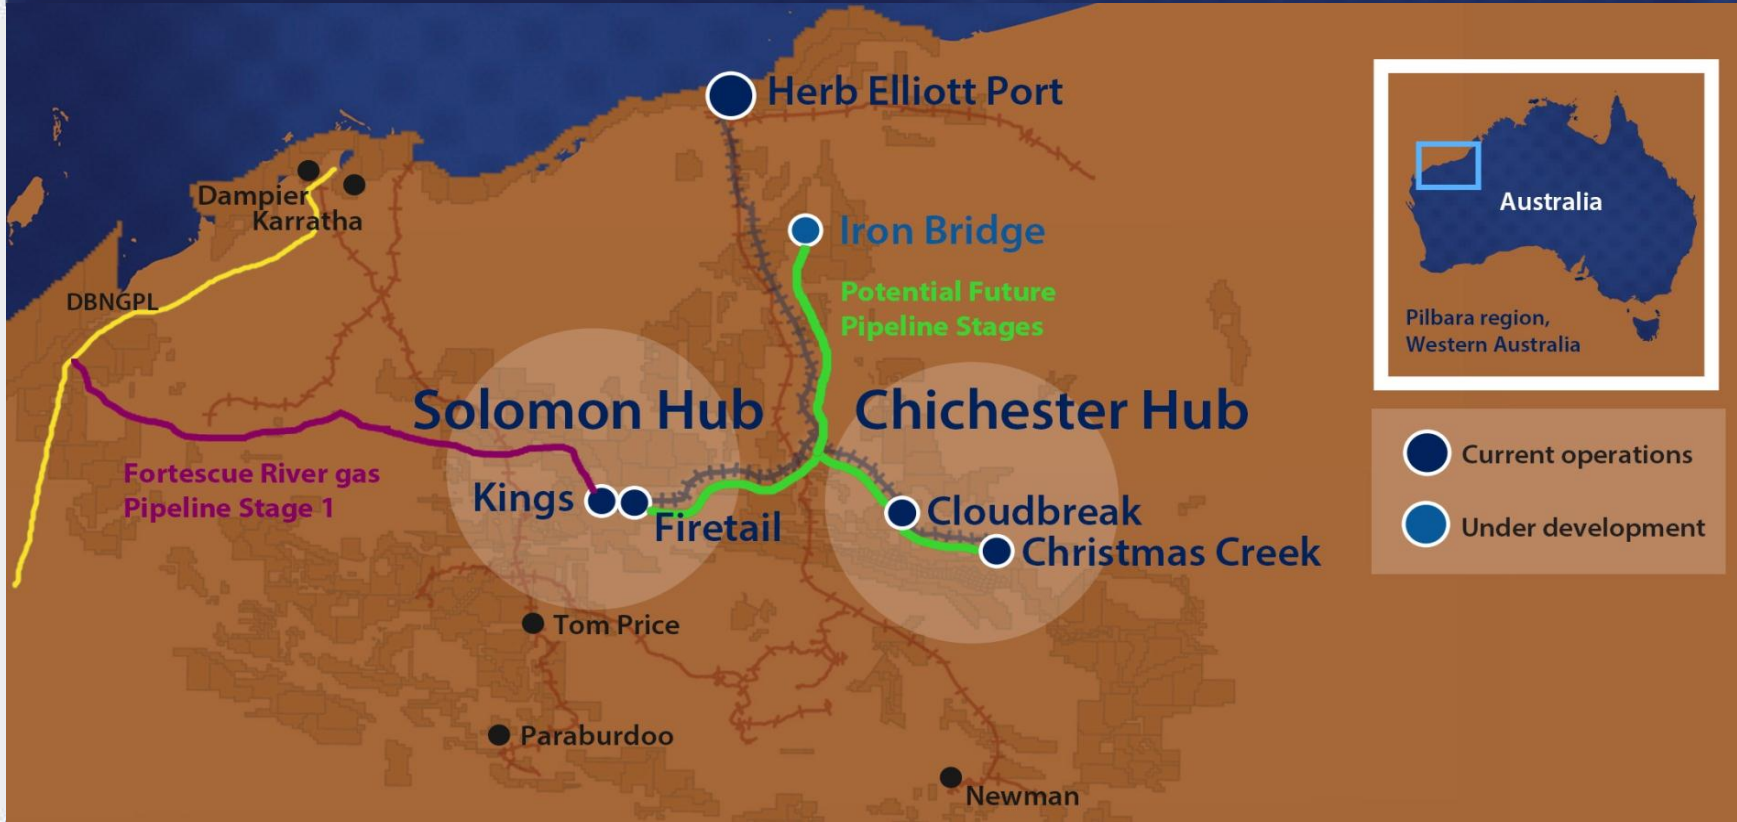 Herb Elliott Port
Dampier
Karratha
Iron Bridge
Australia
DBNGPL
Potential Future
Pipeline Stages
Pilbara region,
Western Australia
Solomon Hub
Chichester Hub
Fortescue River gas
Pipeline Stage 1
Kings
Firetail
Cloudbreak
Christmas Creek
Current operations
Under development
Tom Price
Paraburdoo
Newman